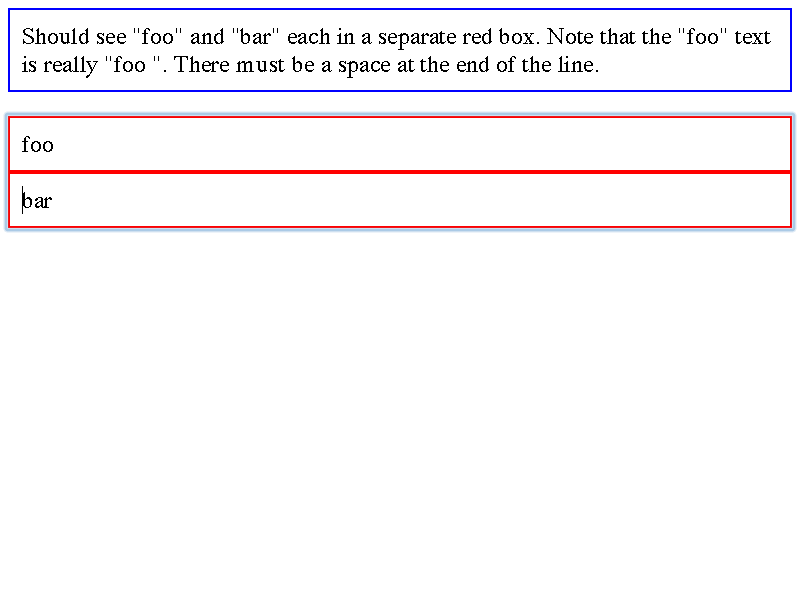 Should see "foo" and "bar" each in a separate red box. Note that the "foo" text
is really "foo ". There must be a space at the end of the line.
foo
bar